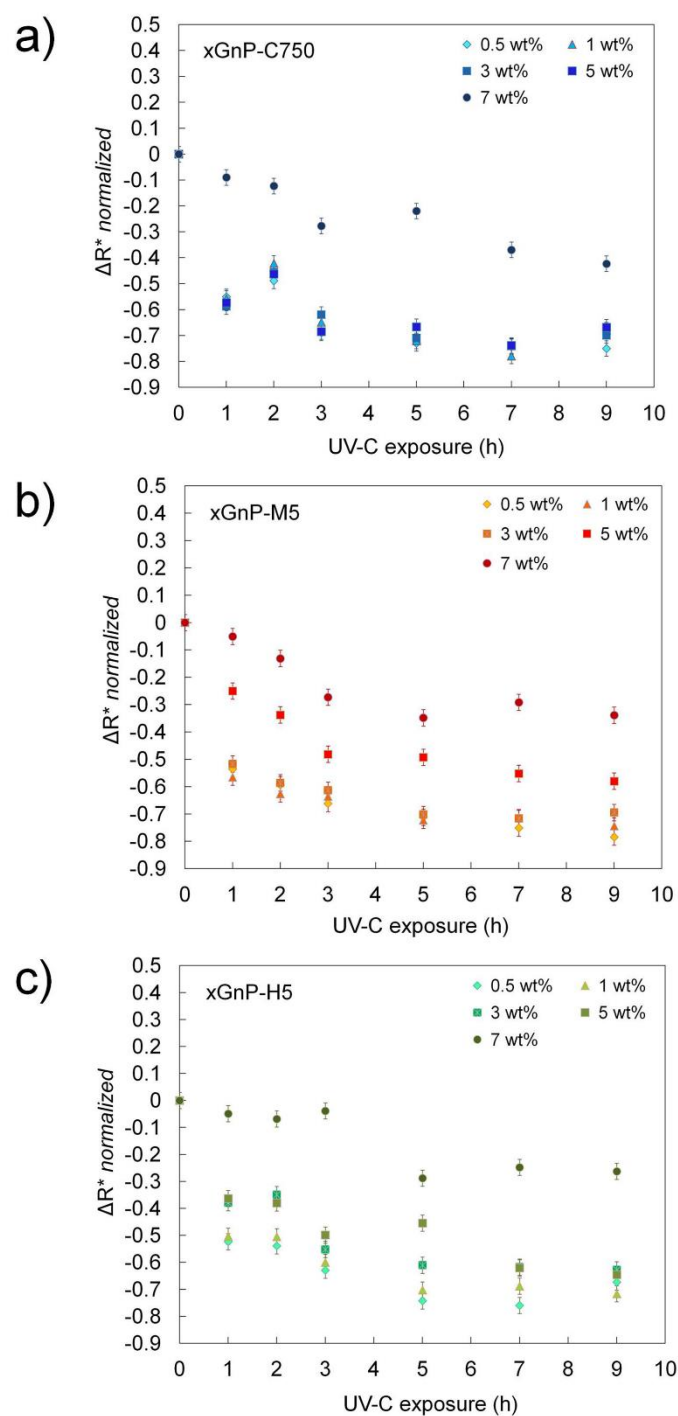 a)
xGnP-C750
0.5 wt% 1 wt%
3 wt% 5 wt%
7 wt%
0.5
0.4
0.3
0.2
0.1
0
-0.1
-0.2
-0.3
-0.4
-0.5
-0.6
-0.7
-0.8
-0.9
ΔR* normalized
0 1 2 3 4 5 6 7 8 9 10
UV-C exposure (h)
b)
xGnP-M5
0.5 wt% 1 wt%
3 wt% 5 wt%
7 wt%
0.5
0.4
0.3
0.2
0.1
0
-0.1
-0.2
-0.3
-0.4
-0.5
-0.6
-0.7
-0.8
-0.9
ΔR* normalized
0 1 2 3 4 5 6 7 8 9 10
UV-C exposure (h)
c)
xGnP-H5
0.5 wt% 1 wt%
3 wt% 5 wt%
7 wt%
0.5
0.4
0.3
0.2
0.1
0
-0.1
-0.2
-0.3
-0.4
-0.5
-0.6
-0.7
-0.8
-0.9
ΔR* normalized
0 1 2 3 4 5 6 7 8 9 10
UV-C exposure (h)